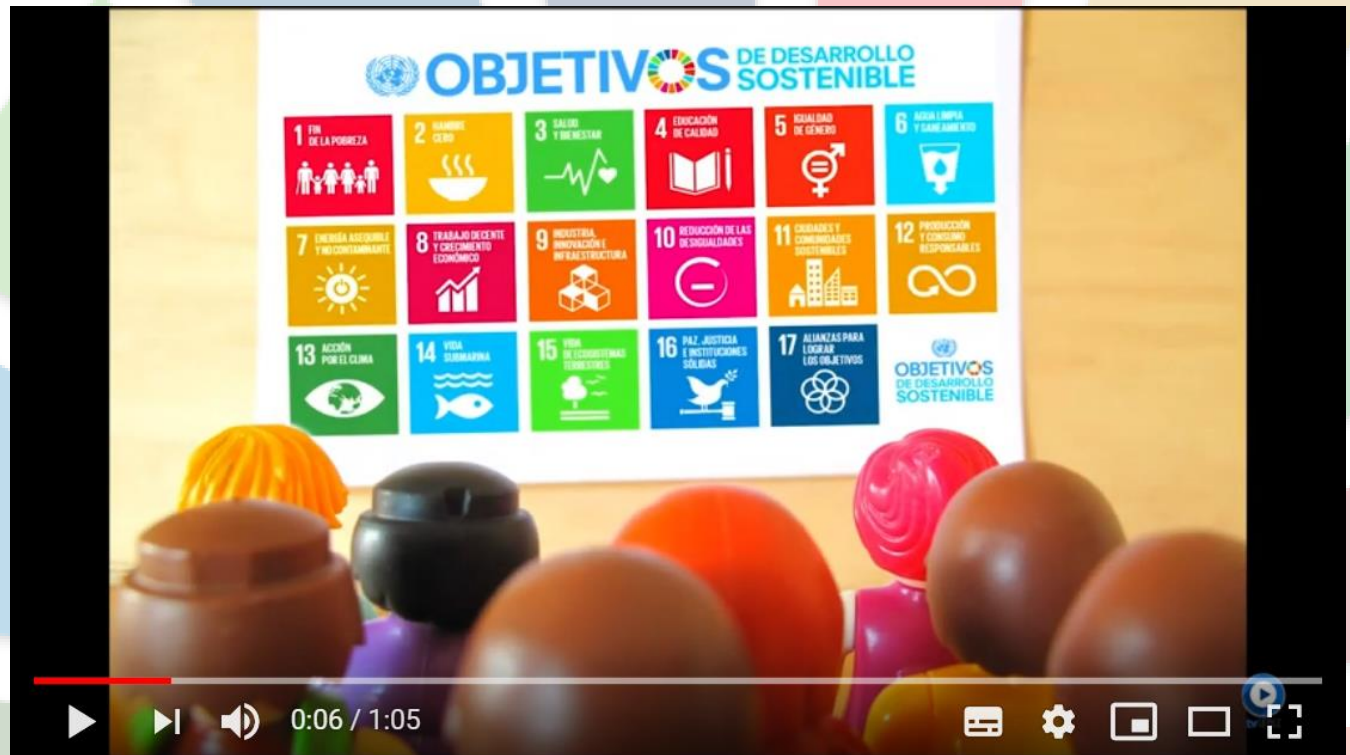 OBJETIVOS DE DESARROLLO
SOSTENIBLE
1 FIN
DE LA POBREZA
2 HAMBRE
CERO
3 SALUD
Y BIENESTAR
4 EDUCACIÓN
DE CALIDAD
5 IGUALDAD
DE GÉNERO
6 AGUA LIMPIA
Y SANEAMIENTO
7 ENERGÍA ASEQUIBLE
Y NO CONTAMINANTE
8 TRABAJO DECENTE
Y CRECIMIENTO
ECONÓMICO
9 INDUSTRIA,
INNOVACIÓN E
INFRAESTRUCTURA
10 REDUCCIÓN DE LAS
DESIGUALDADES
11 CIUDADES Y
COMUNIDADES
SOSTENIBLES
12 PRODUCCIÓN
Y CONSUMO
RESPONSABLES
13 ACCIÓN
POR EL CLIMA
14 VIDA
SUBMARINA
15 VIDA
DE ECOSISTEMAS
TERRESTRES
16 PAZ, JUSTICIA
E INSTITUCIONES
SÓLIDAS
17 ALIANZAS PARA
LOGRAR
LOS OBJETIVOS
OBJETIVOS
DE DESARROLLO
SOSTENIBLE
0:06 / 1:05